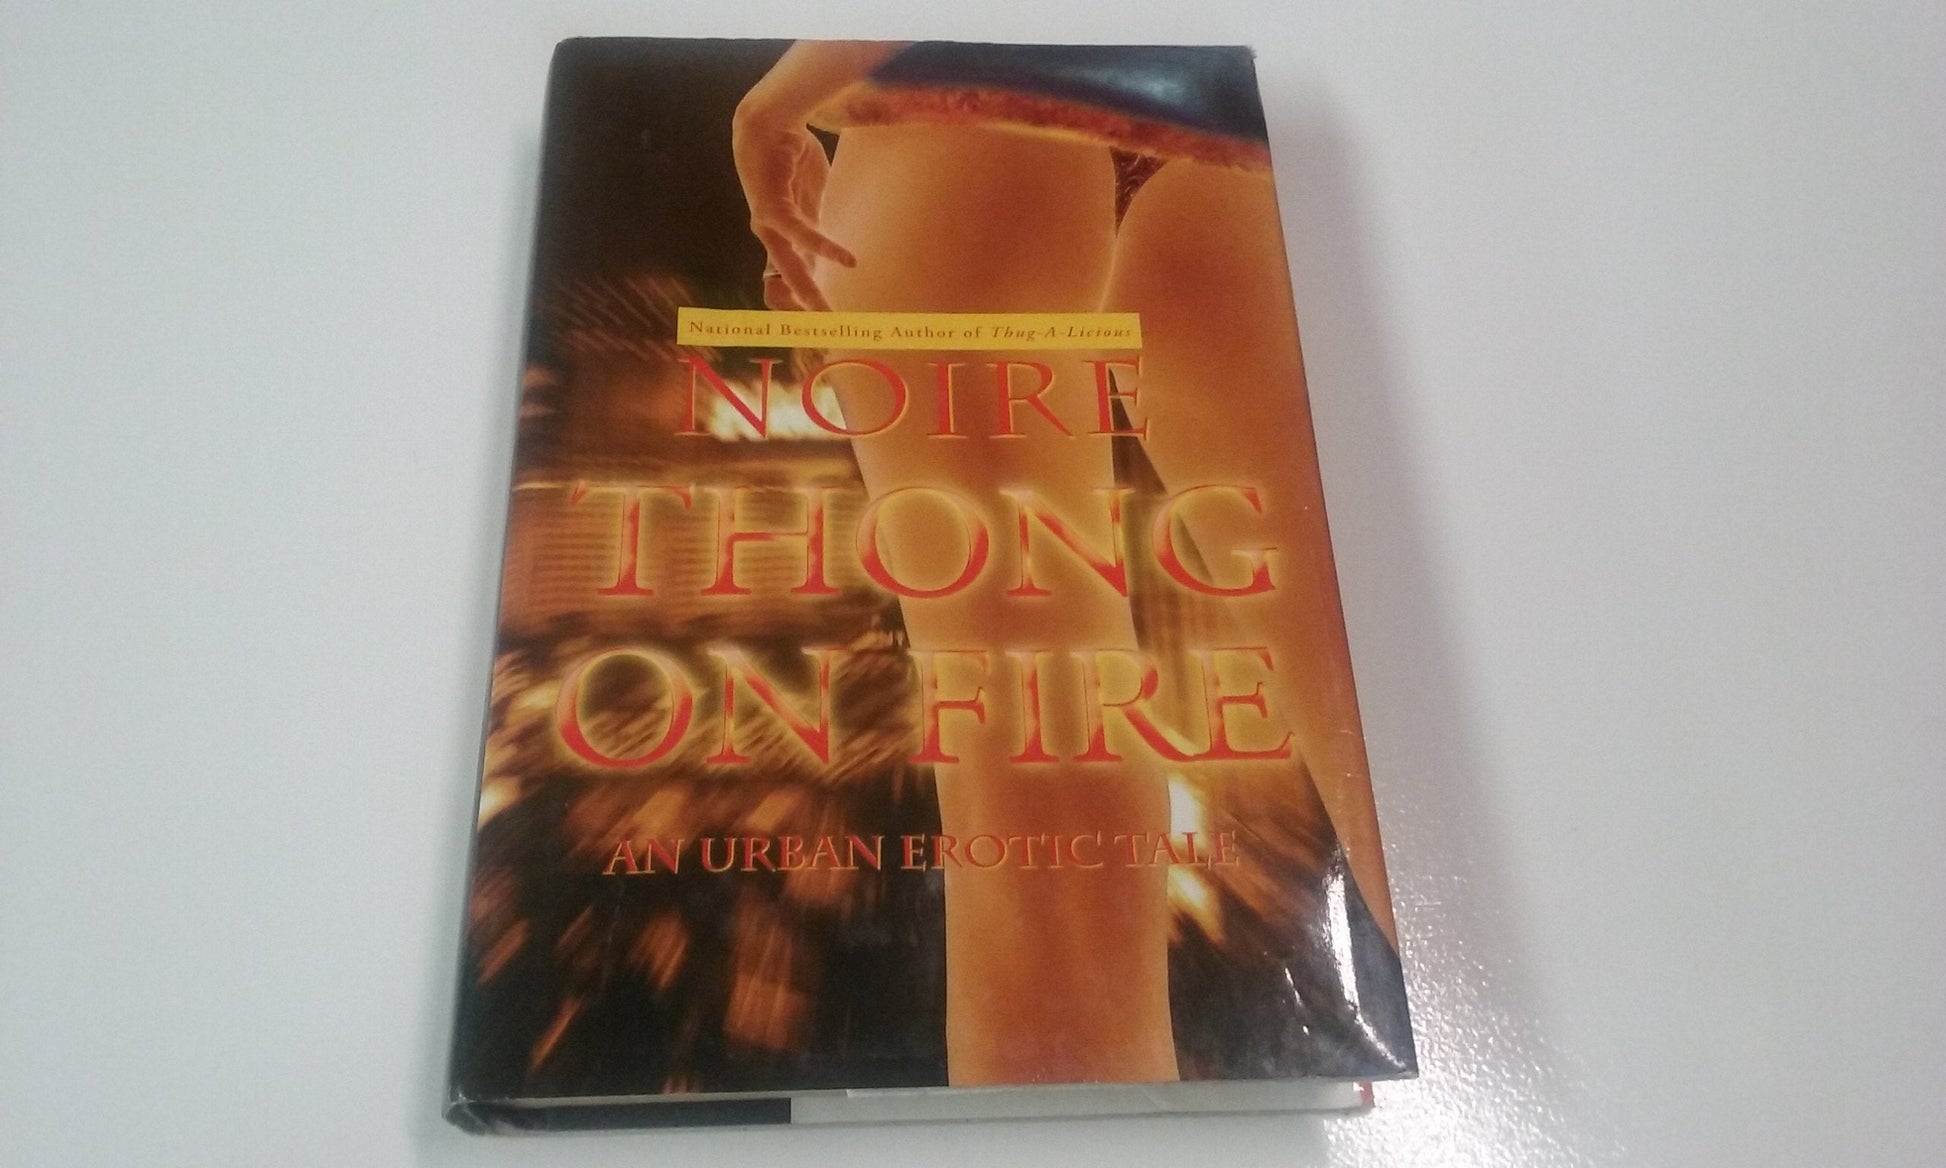 National Bestselling Author of Thug-A-Licious
NOIRE
THONG
ON FIRE
AN URBAN EROTIC TALE